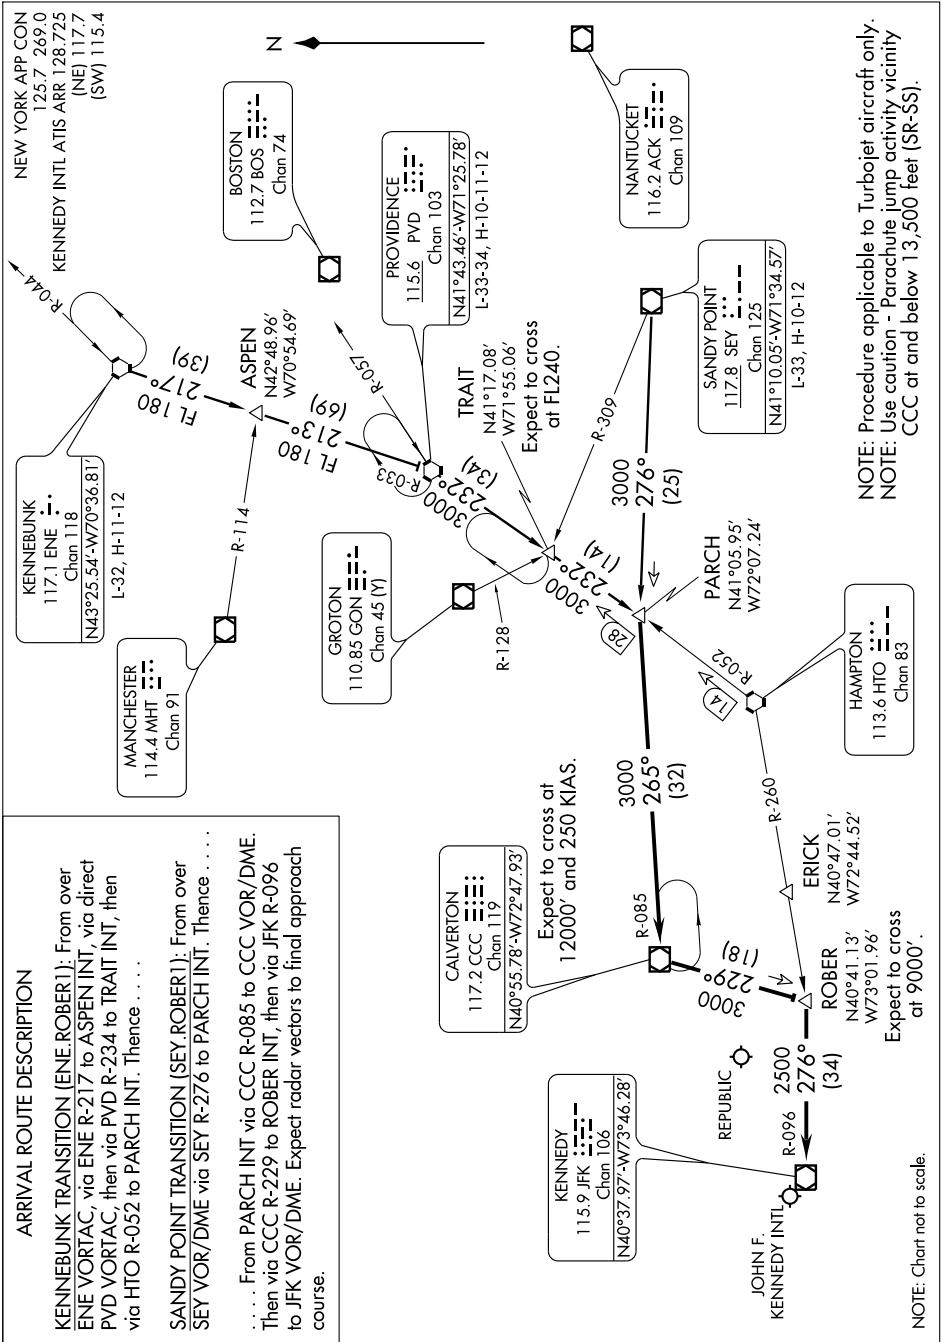 ARRIVAL ROUTE DESCRIPTION
KENNEBUNK TRANSITION (ENE.ROBER1): From over
ENE VORTAC, via ENE R-217 to ASPEN INT, via direct
PVD VORTAC, then via PVD R-234 to TRAIT INT, then
via HTO R-052 to PARCH INT. Thence . . . .
SANDY POINT TRANSITION (SEY.ROBER1): From over
SEY VOR/DME via SEY R-276 to PARCH INT. Thence . . . .
. . . . From PARCH INT via CCC R-085 to CCC VOR/DME.
Then via CCC R-229 to ROBER INT, then via JFK R-096
to JFK VOR/DME. Expect radar vectors to final approach
course.
NEW YORK APP CON
125.7 269.0
KENNEDY INTL ATIS ARR 128.725
(NE) 117.7
(SW) 115.4
N
R-044
KENNEBUNK
117.1 ENE
Chan 118
N43°25.54'-W70°36.81'
L-32, H-11-12
FL 180
217°
(39)
ASPEN
N42°48.96'
W70°54.69'
MANCHESTER
114.4 MHT
Chan 91
R-114
BOSTON
112.7 BOS
Chan 74
FL 180
213°
(69)
R-057
R-033
PROVIDENCE
115.6 PVD
Chan 103
N41°43.46'-W71°25.78'
L-33-34, H-10-11-12
3000
232°
(34)
GROTON
110.85 GON
Chan 45 (Y)
R-128
TRAIT
N41°17.08'
W71°55.06'
Expect to cross
at FL240.
NANTUCKET
116.2 ACK
Chan 109
R-309
SANDY POINT
117.8 SEY
Chan 125
N41°10.05'-W71°34.57'
L-33, H-10-12
3000
232°
(14)
28
3000
276°
(25)
PARCH
N41°05.95'
W72°07.24'
R-052
14
HAMPTON
113.6 HTO
Chan 83
R-260
3000
265°
(32)
CALVERTON
117.2 CCC
Chan 119
N40°55.78'-W72°47.93'
Expect to cross at
12000' and 250 KIAS.
R-085
3000
229°
(18)
ERICK
N40°47.01'
W72°44.52'
ROBER
N40°41.13'
W73°01.96'
Expect to cross
at 9000'.
2500
276°
(34)
R-096
REPUBLIC
KENNEDY
115.9 JFK
Chan 106
N40°37.97'-W73°46.28'
JOHN F.
KENNEDY INTL
NOTE: Procedure applicable to Turbojet aircraft only.
NOTE: Use caution - Parachute jump activity vicinity
CCC at and below 13,500 feet (SR-SS).
NOTE: Chart not to scale.